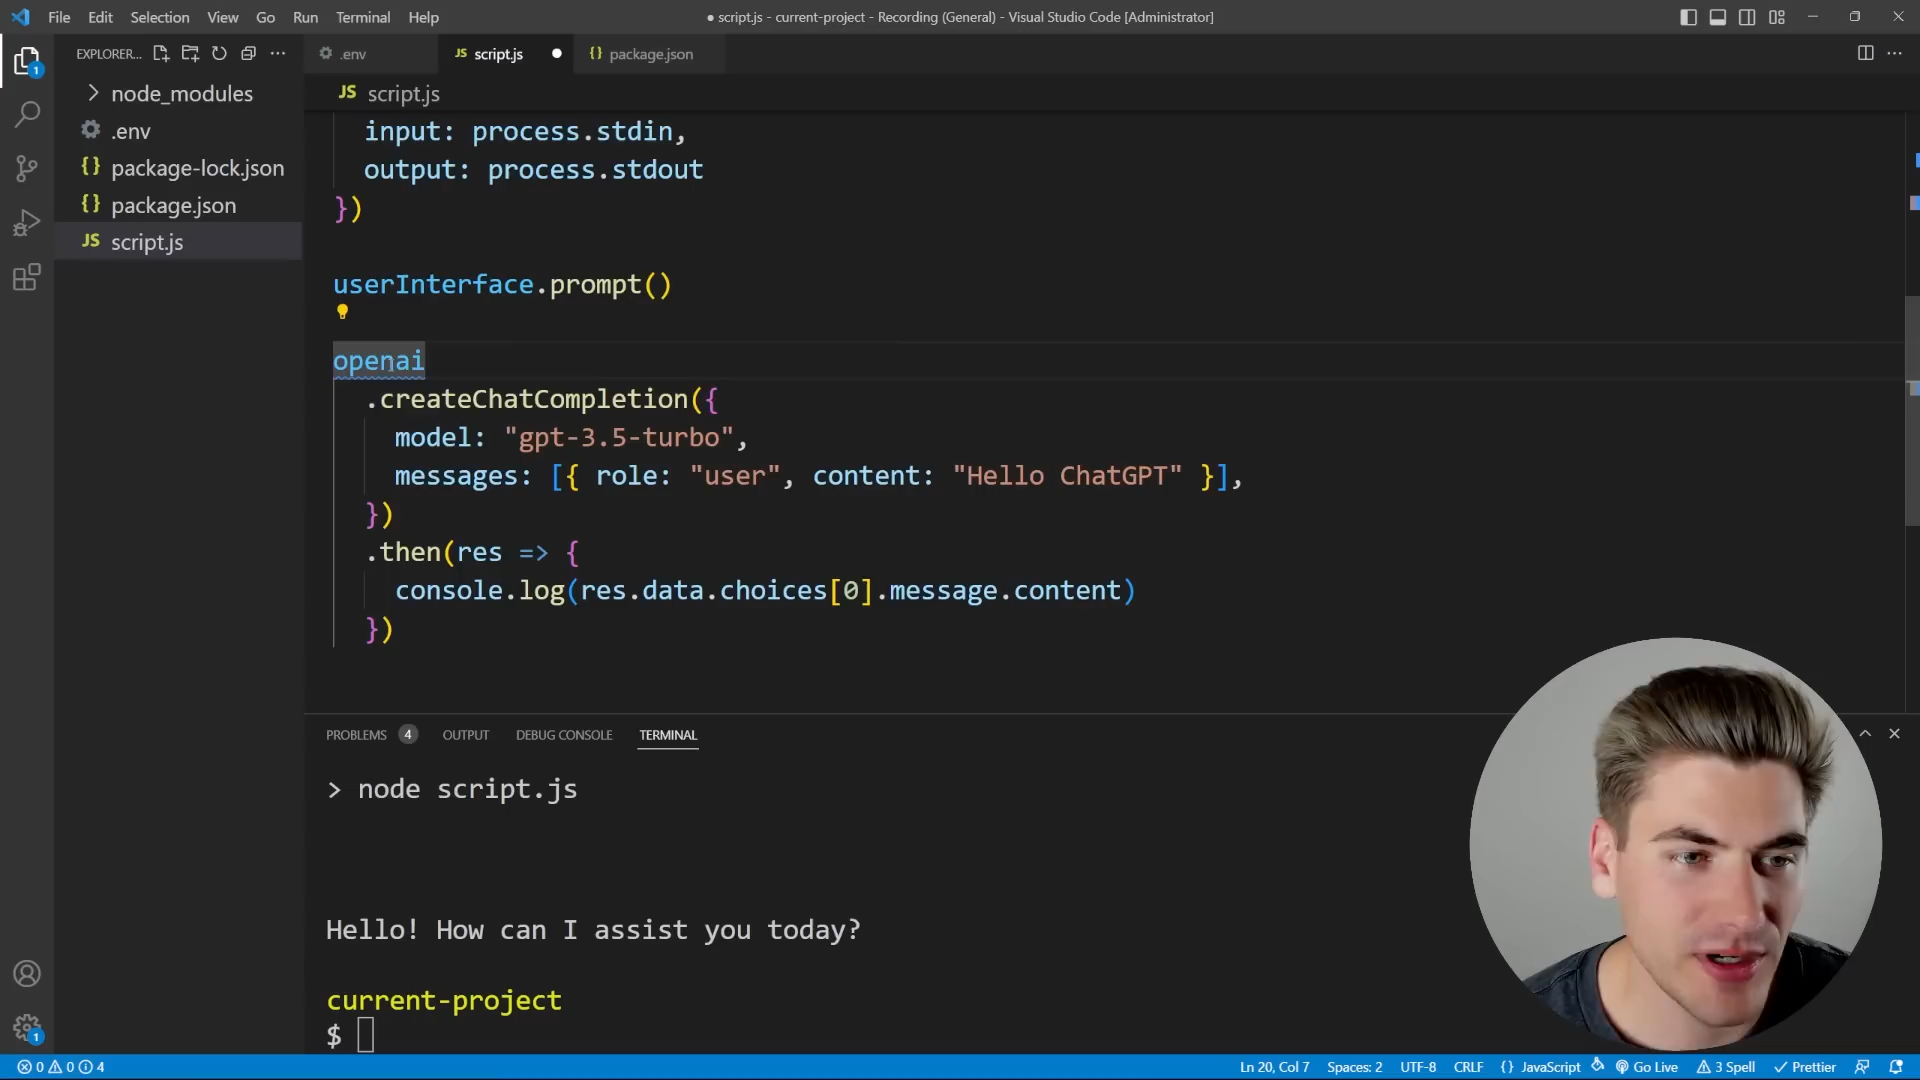 File Edit Selection View Go Run Terminal Help
● script.js - current-project - Recording (General) - Visual Studio Code [Administrator]
EXPLORER...
.env
JS script.js
{} package.json
1
node_modules
.env
{} package-lock.json
{} package.json
JS script.js
JS script.js
input: process.stdin,
output: process.stdout
})
userInterface.prompt()
openai
.createChatCompletion({
model: "gpt-3.5-turbo",
messages: [{ role: "user", content: "Hello ChatGPT" }],
})
.then(res => {
console.log(res.data.choices[0].message.content)
})
PROBLEMS 4 OUTPUT DEBUG CONSOLE TERMINAL
> node script.js
Hello! How can I assist you today?
current-project
$
1
0 0 4
Ln 20, Col 7 Spaces: 2 UTF-8 CRLF {} JavaScript Go Live 3 Spell Prettier